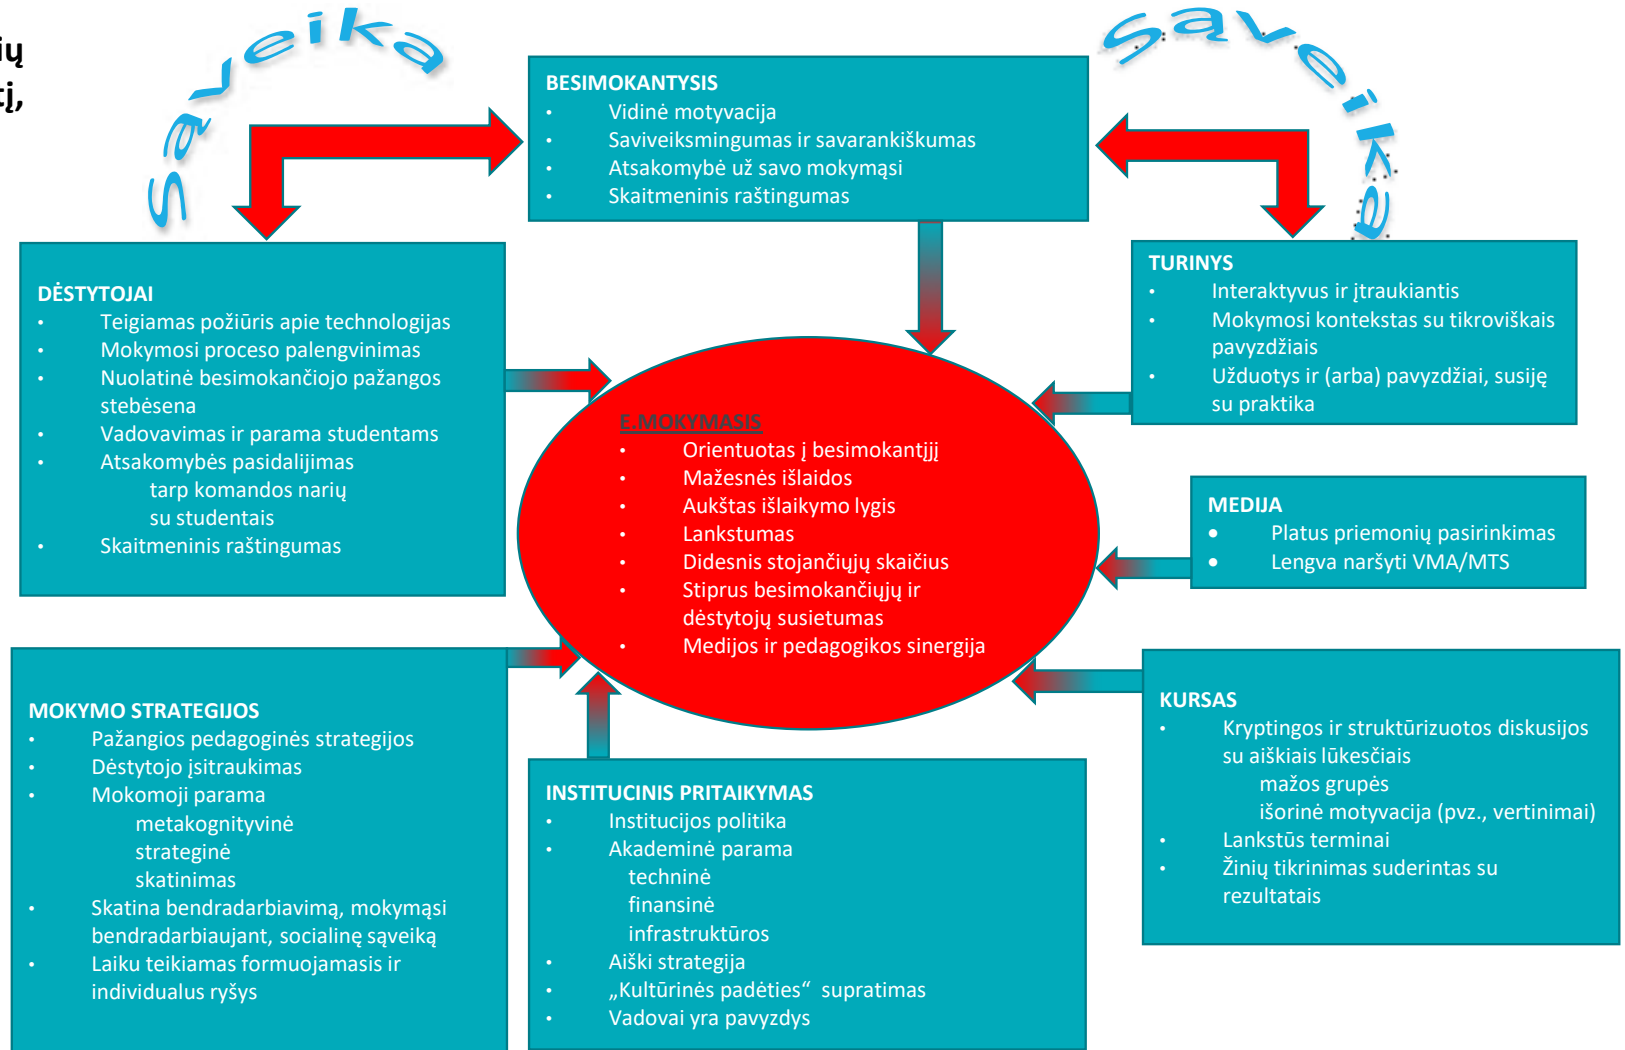 ių
tį,
Sąveika
Sąveika
BESIMOKANTYSIS
• Vidinė motyvacija
• Saviveiksmingumas ir savarankiškumas
• Atsakomybė už savo mokymąsi
• Skaitmeninis raštingumas
DĖSTYTOJAI
• Teigiamas požiūris apie technologijas
• Mokymosi proceso palengvinimas
• Nuolatinė besimokančiojo pažangos
stebėsena
• Vadovavimas ir parama studentams
• Atsakomybės pasidalijimas
tarp komandos narių
su studentais
• Skaitmeninis raštingumas
TURINYS
• Interaktyvus ir įtraukiantis
• Mokymosi kontekstas su tikroviškais
pavyzdžiais
• Užduotys ir (arba) pavyzdžiai, susiję
su praktika
E.MOKYMASIS
• Orientuotas į besimokantįjį
• Mažesnės išlaidos
• Aukštas išlaikymo lygis
• Lankstumas
• Didesnis stojančiųjų skaičius
• Stiprus besimokančiųjų ir
dėstytojų susietumas
• Medijos ir pedagogikos sinergija
MEDIJA
• Platus priemonių pasirinkimas
• Lengva naršyti VMA/MTS
MOKYMO STRATEGIJOS
• Pažangios pedagoginės strategijos
• Dėstytojo įsitraukimas
• Mokomoji parama
metakognityvinė
strateginė
skatinimas
• Skatina bendradarbiavimą, mokymąsi
bendradarbiaujant, socialinę sąveiką
• Laiku teikiamas formuojamasis ir
individualus ryšys
INSTITUCINIS PRITAIKYMAS
• Institucijos politika
• Akademinė parama
techninė
finansinė
infrastruktūros
• Aiški strategija
• „Kultūrinės padėties“ supratimas
• Vadovai yra pavyzdys
KURSAS
• Kryptingos ir struktūrizuotos diskusijos
su aiškiais lūkesčiais
mažos grupės
išorinė motyvacija (pvz., vertinimai)
• Lankstūs terminai
• Žinių tikrinimas suderintas su
rezultatais